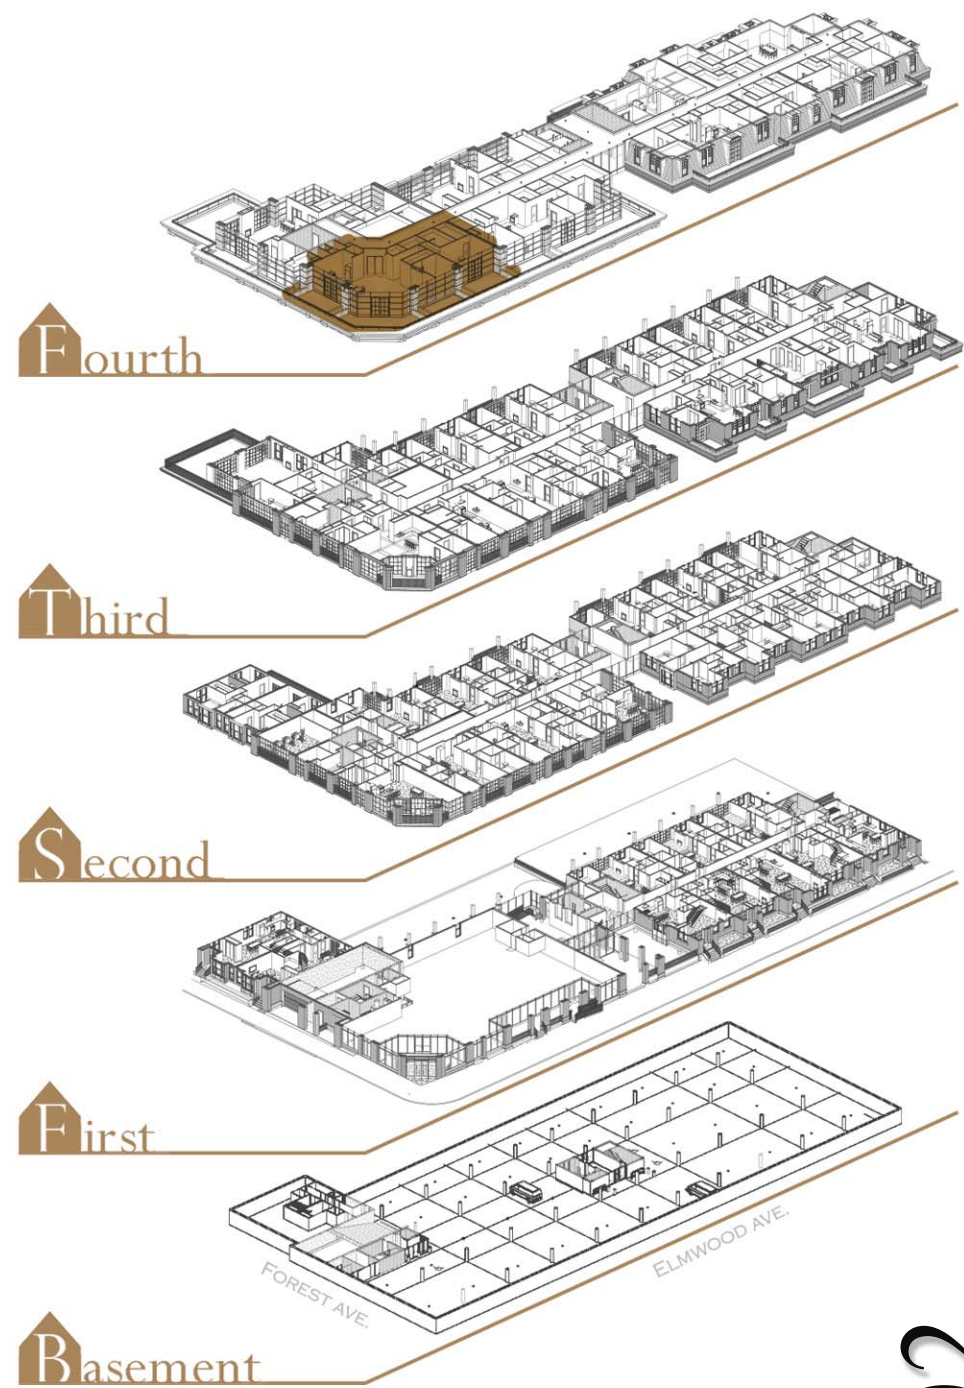 Fourth
Third
Second
First
FOREST AVE.
ELMWOOD AVE.
Basement